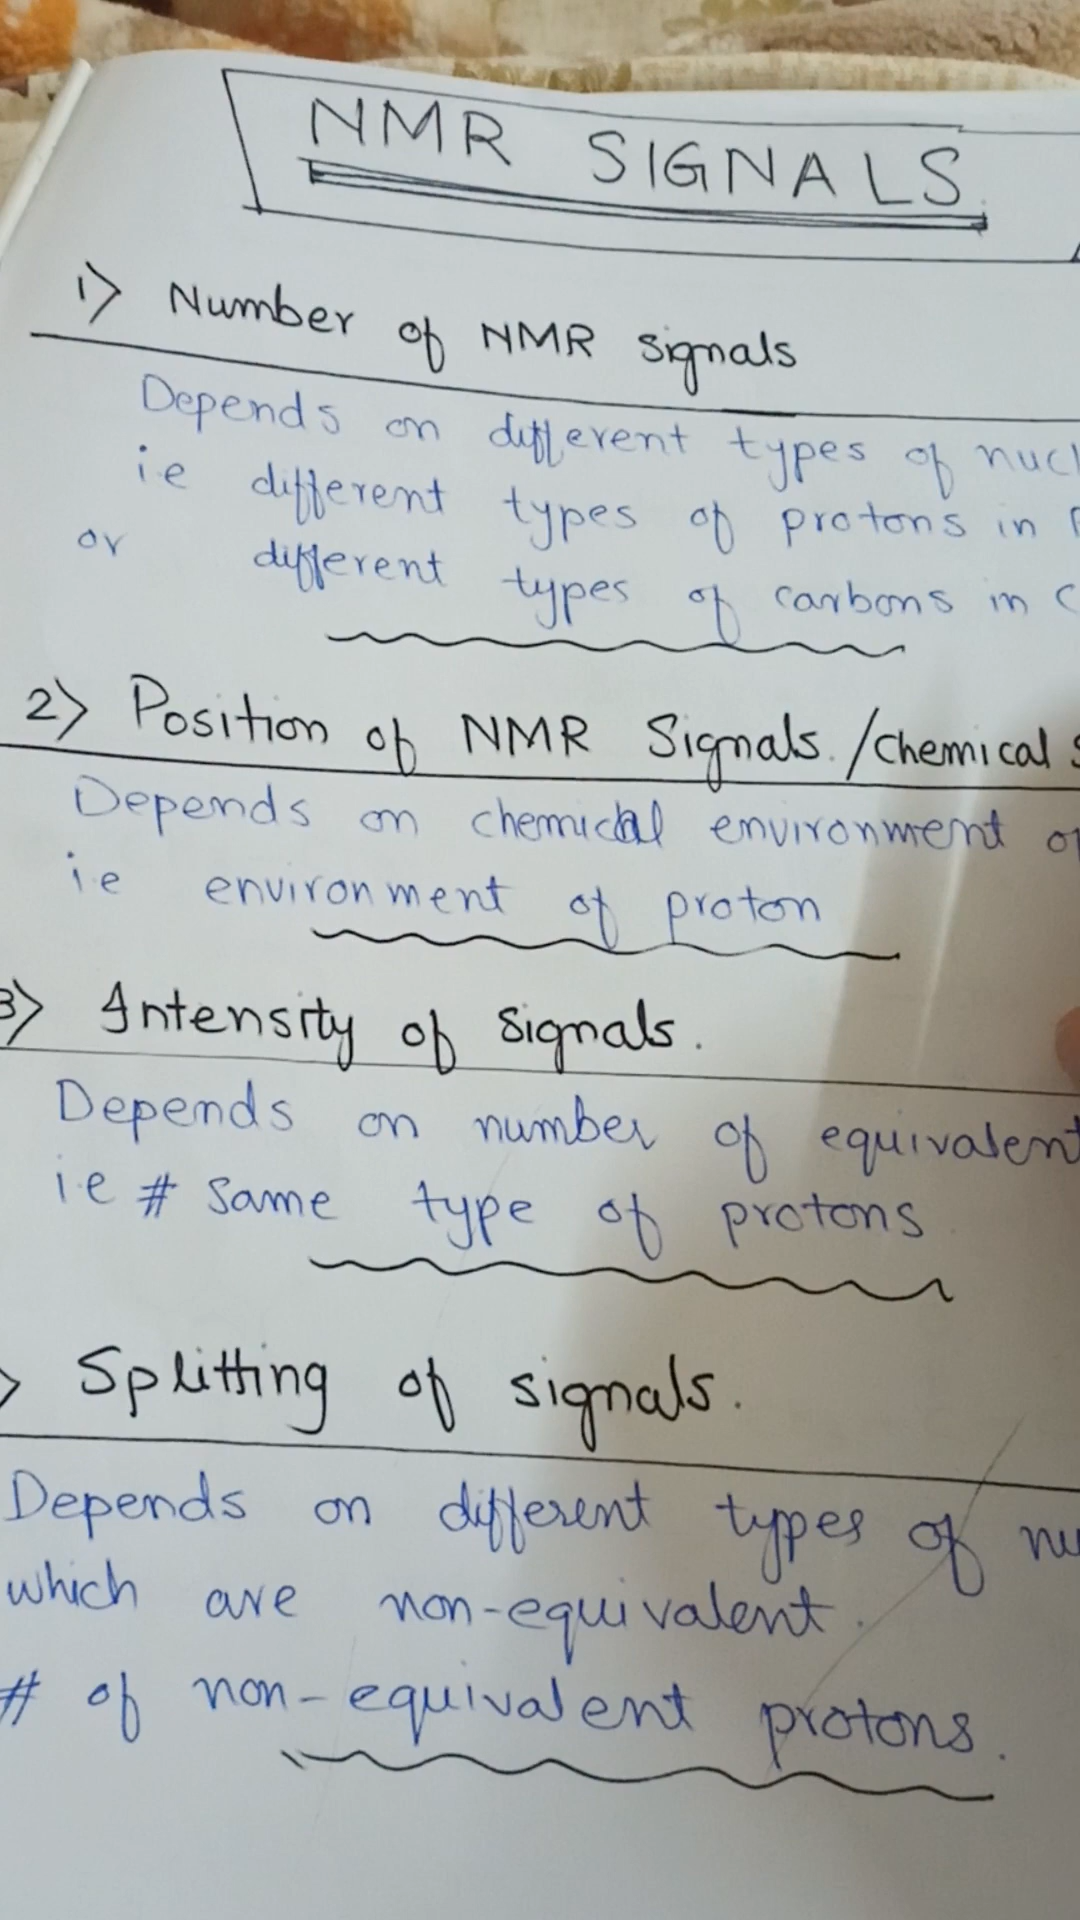 NMR SIGNALS
1) Number of NMR signals
Depends on different types of nucl
i.e different types of protons in
or different types of carbons in C
2) Position of NMR Signals. /Chemical S
Depends on chemical environment of
i.e environment of proton
3) Intensity of signals.
Depends on number of equivalent
i.e # same type of protons
> Splitting of signals.
Depends on different types of nu
which are non-equivalent.
# of non-equivalent protons.